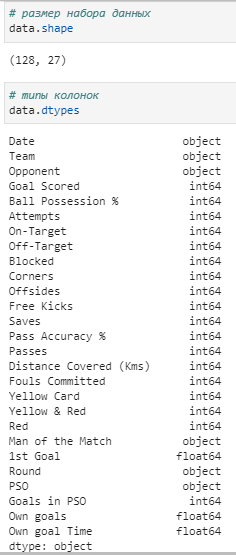 # размер набора данных
data.shape
(128, 27)
# типы колонок
data.dtypes
Date object
Team object
Opponent object
Goal Scored int64
Ball Possession % int64
Attempts int64
On-Target int64
Off-Target int64
Blocked int64
Corners int64
Offsides int64
Free Kicks int64
Saves int64
Pass Accuracy % int64
Passes int64
Distance Covered (Kms) int64
Fouls Committed int64
Yellow Card int64
Yellow & Red int64
Red int64
Man of the Match object
1st Goal float64
Round object
PSO object
Goals in PSO int64
Own goals float64
Own goal Time float64
dtype: object